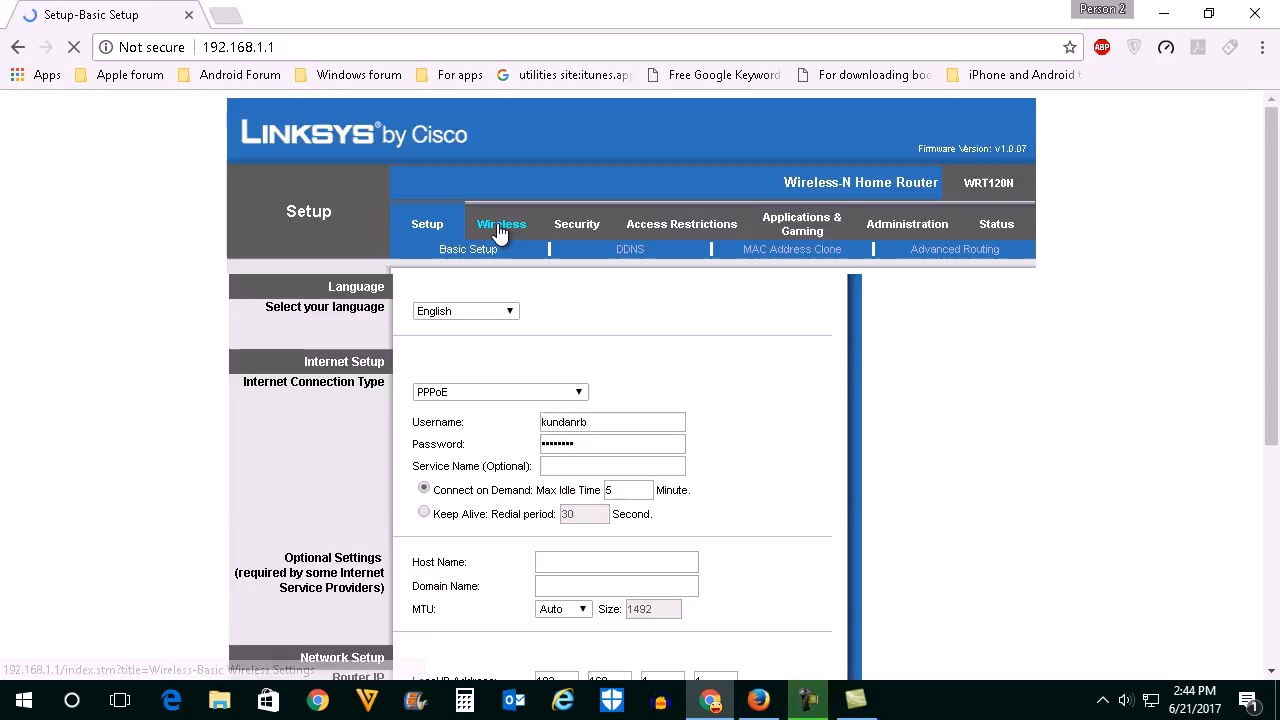 Setup-Basic Setup
Person 2
Not secure 192.168.1.1
ABP
Apps Apple forum Android Forum Windows forum For apps utilities site:itunes.ap Free Google Keyword For downloading bo iPhone and Android t
LINKSYS® by Cisco
Firmware Version: v1.0.07
Wireless-N Home Router WRT120N
Setup
Setup Wireless Security Access Restrictions Applications & Gaming Administration Status
Basic Setup DDNS MAC Address Clone Advanced Routing
Language
Select your language English
Internet Setup
Internet Connection Type
PPPoE
Username: kundanrb
Password: ••••••••
Service Name (Optional):
Connect on Demand: Max Idle Time 5 Minute.
Keep Alive: Redial period: 30 Second.
Optional Settings
(required by some Internet
Service Providers)
Host Name:
Domain Name:
MTU: Auto Size: 1492
Network Setup
Router IP
192.168.1.1/index.stm?title=Wireless-Basic Wireless Settings
2:44 PM
6/21/2017
1